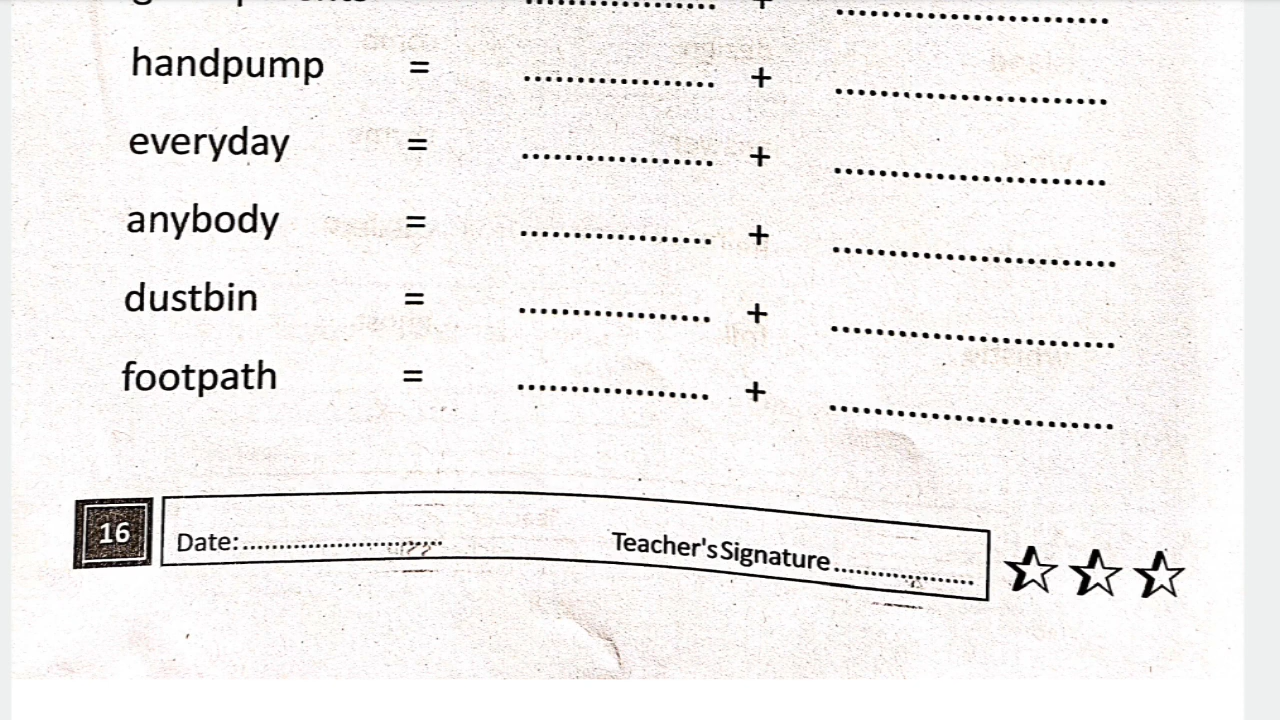 handpump = .................. + ..........................
everyday = .................. + ..........................
anybody = .................. + ..........................
dustbin = .................. + ..........................
footpath = .................. + ..........................
16 Date:........................... Teacher's Signature....................